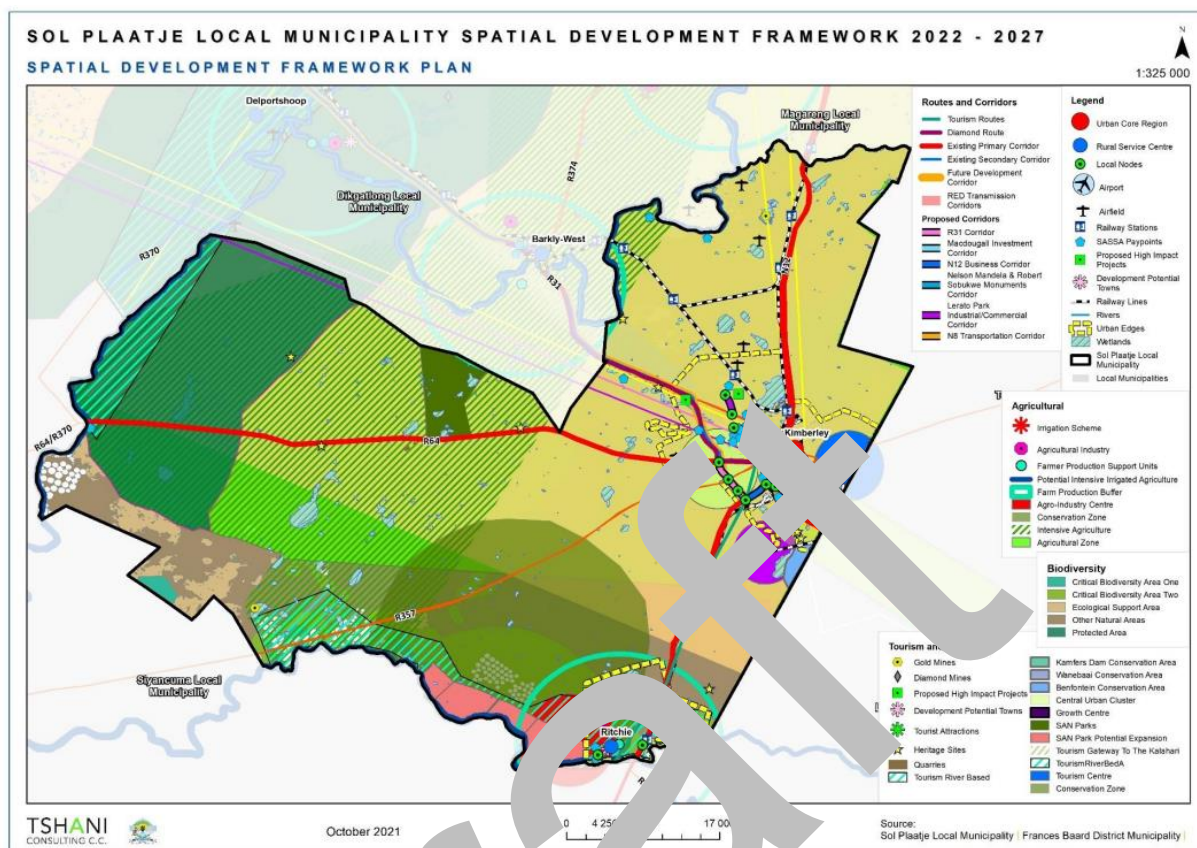 SOL PLAATJE LOCAL MUNICIPALITY SPATIAL DEVELOPMENT FRAMEWORK 2022 - 2027
SPATIAL DEVELOPMENT FRAMEWORK PLAN
N
1:325 000
Delportshoop
Magareng Local
Municipality
Dikgatlong Local
Municipality
R374
Barkly-West
R370
R31
N12
R64/R370
R64
Kimberley
R357
Siyancuma Local
Municipality
Ritchie
Routes and Corridors
Tourism Routes
Diamond Route
Existing Primary Corridor
Existing Secondary Corridor
Future Development
Corridor
RED Transmission
Corridors
Proposed Corridors
R31 Corridor
Macdougall Investment
Corridor
N12 Business Corridor
Nelson Mandela & Robert
Sobukwe Monuments
Corridor
Lerato Park
Industrial/Commercial
Corridor
N8 Transportation Corridor
Legend
Urban Core Region
Rural Service Centre
Local Nodes
Airport
Airfield
Railway Stations
SASSA Paypoints
Proposed High Impact
Projects
Development Potential
Towns
Railway Lines
Rivers
Urban Edges
Wetlands
Sol Plaatje Local
Municipality
Local Municipalities
Agricultural
Irrigation Scheme
Agricultural Industry
Farmer Production Support Units
Potential Intensive Irrigated Agriculture
Farm Production Buffer
Agro-Industry Centre
Conservation Zone
Intensive Agriculture
Agricultural Zone
Biodiversity
Critical Biodiversity Area One
Critical Biodiversity Area Two
Ecological Support Area
Other Natural Areas
Protected Area
Tourism and
Gold Mines
Diamond Mines
Proposed High Impact Projects
Development Potential Towns
Tourist Attractions
Heritage Sites
Quarries
Tourism River Based
Kamfers Dam Conservation Area
Wanebaai Conservation Area
Benfontein Conservation Area
Central Urban Cluster
Growth Centre
SAN Parks
SAN Park Potential Expansion
Tourism Gateway To The Kalahari
TourismRiverBedA
Tourism Centre
Conservation Zone
TSHANI
CONSULTING C.C.
October 2021
0 4 250 17 00
Source:
Sol Plaatje Local Municipality | Frances Baard District Municipality |